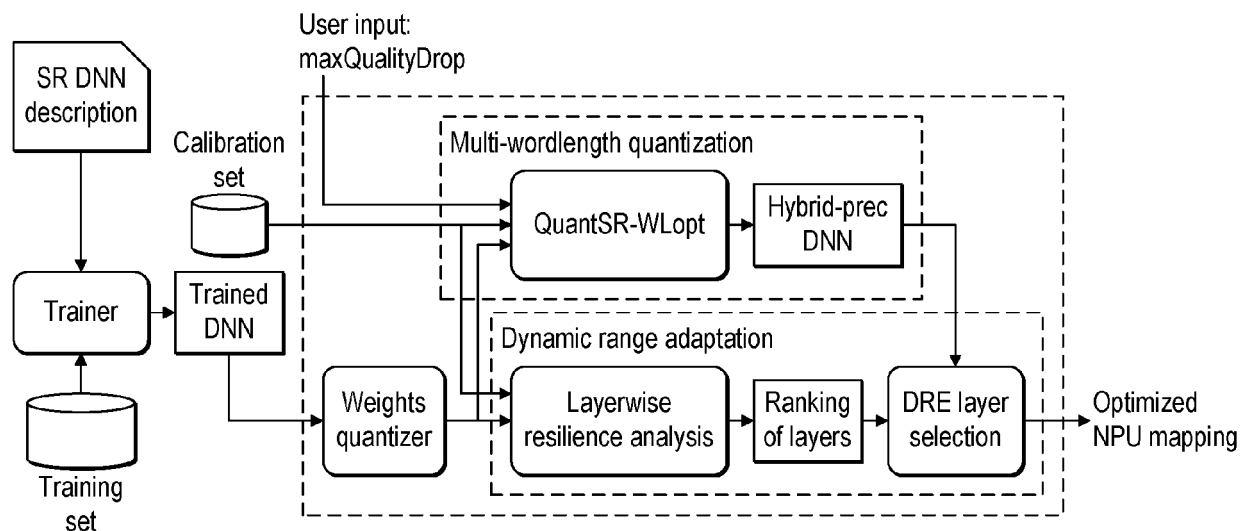 User input:
maxQualityDrop
SR DNN
description
Calibration
set
Multi-wordlength quantization
QuantSR-WLopt
Hybrid-prec
DNN
Trainer
Trained
DNN
Dynamic range adaptation
Weights
quantizer
Layerwise
resilience analysis
Ranking
of layers
DRE layer
selection
Optimized
NPU mapping
Training
set